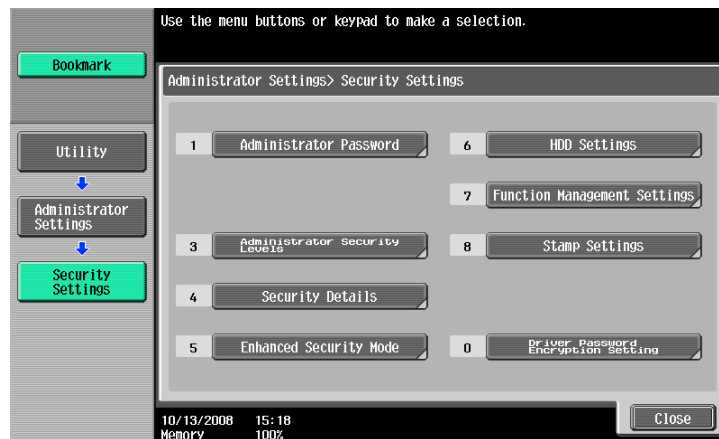 Use the menu buttons or keypad to make a selection.
Bookmark
Administrator Settings> Security Settings
Utility
Administrator
Settings
Security
Settings
1 Administrator Password
6 HDD Settings
7 Function Management Settings
3 Administrator Security
Levels
8 Stamp Settings
4 Security Details
5 Enhanced Security Mode
0 Driver Password
Encryption Setting
10/13/2008 15:18
Memory 100%
Close